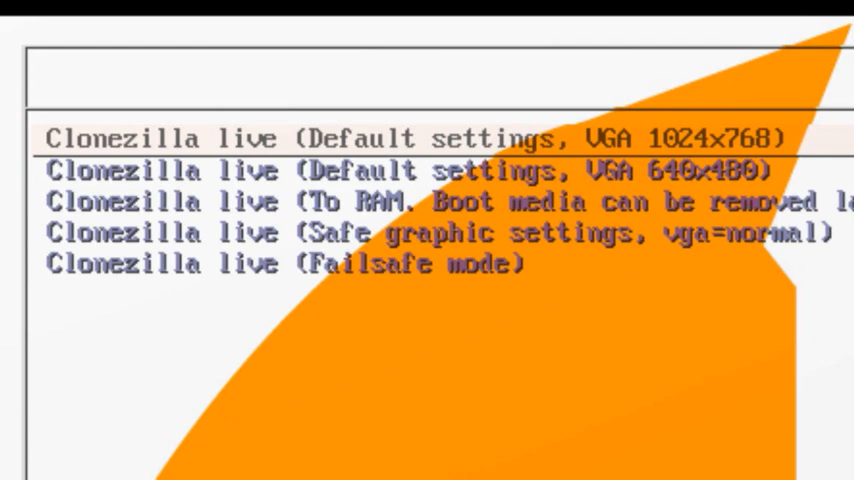 Clonezilla live (Default settings, VGA 1024x768)
Clonezilla live (Default settings, VGA 640x480)
Clonezilla live (To RAM. Boot media can be removed la
Clonezilla live (Safe graphic settings, vga=normal)
Clonezilla live (Failsafe mode)